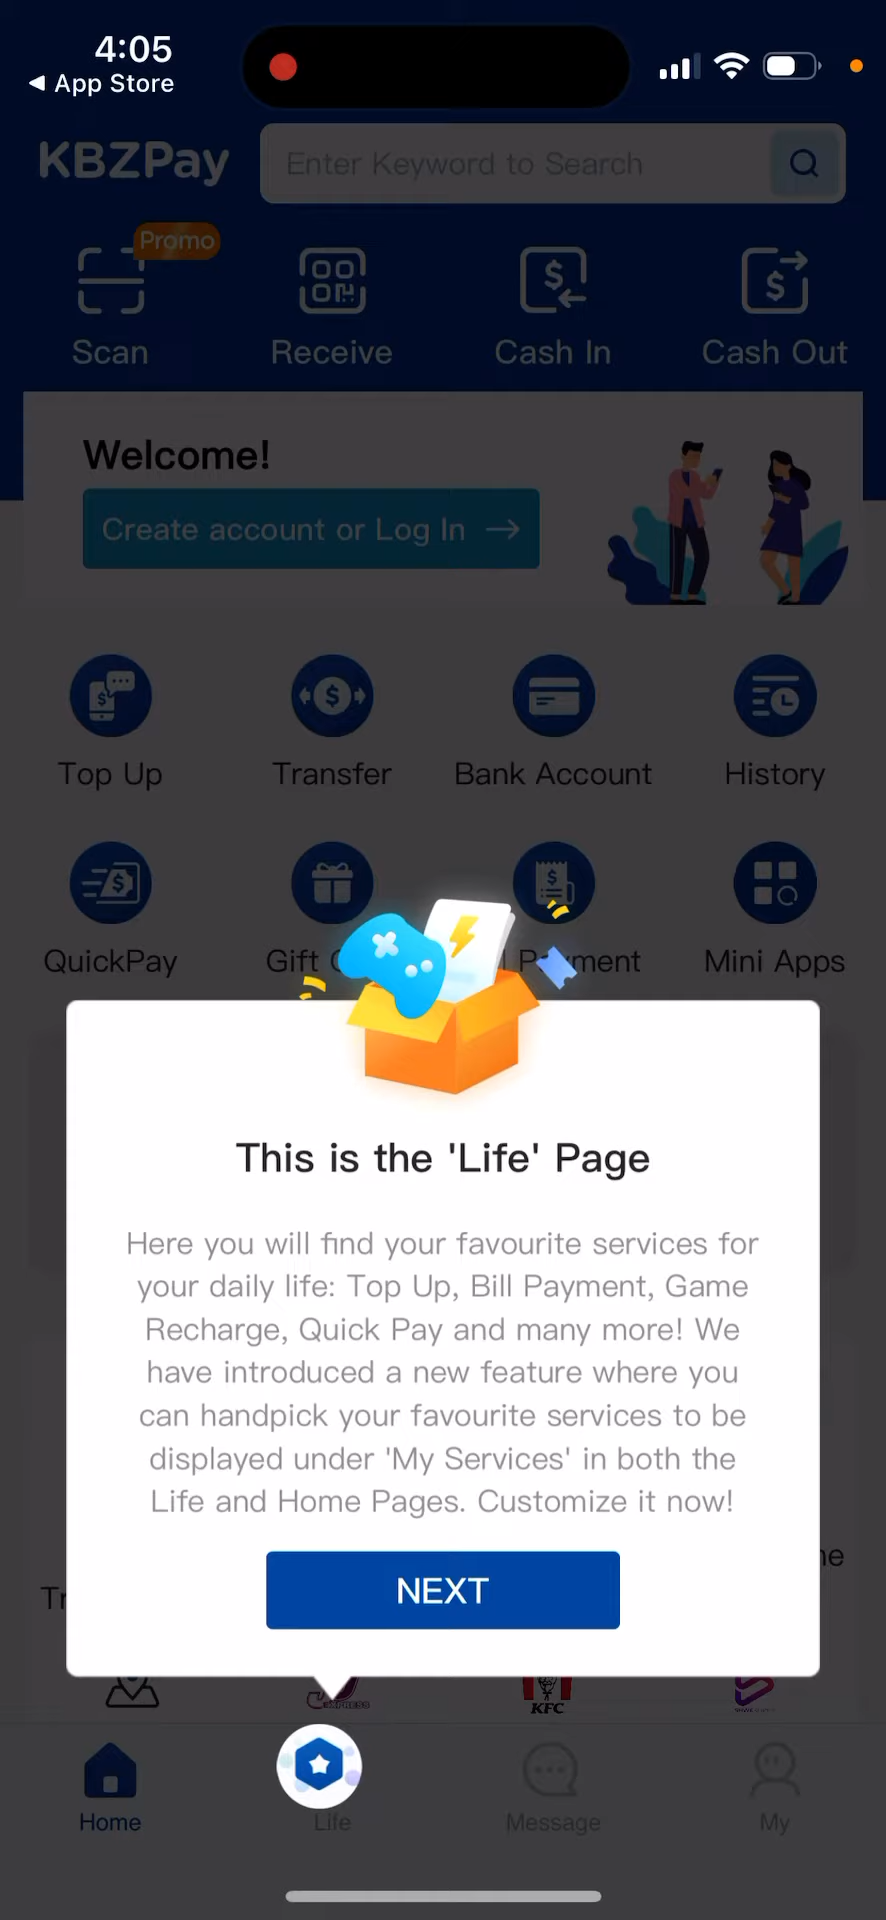 4:05
App Store
KBZPay
Enter Keyword to Search
Promo
Scan
Receive
Cash In
Cash Out
Welcome!
Create account or Log In
Top Up
Transfer
Bank Account
History
QuickPay
Gift
Mini Apps
This is the 'Life' Page
Here you will find your favourite services for
your daily life: Top Up, Bill Payment, Game
Recharge, Quick Pay and many more! We
have introduced a new feature where you
can handpick your favourite services to be
displayed under 'My Services' in both the
Life and Home Pages. Customize it now!
NEXT
KFC
Home
Life
Message
My